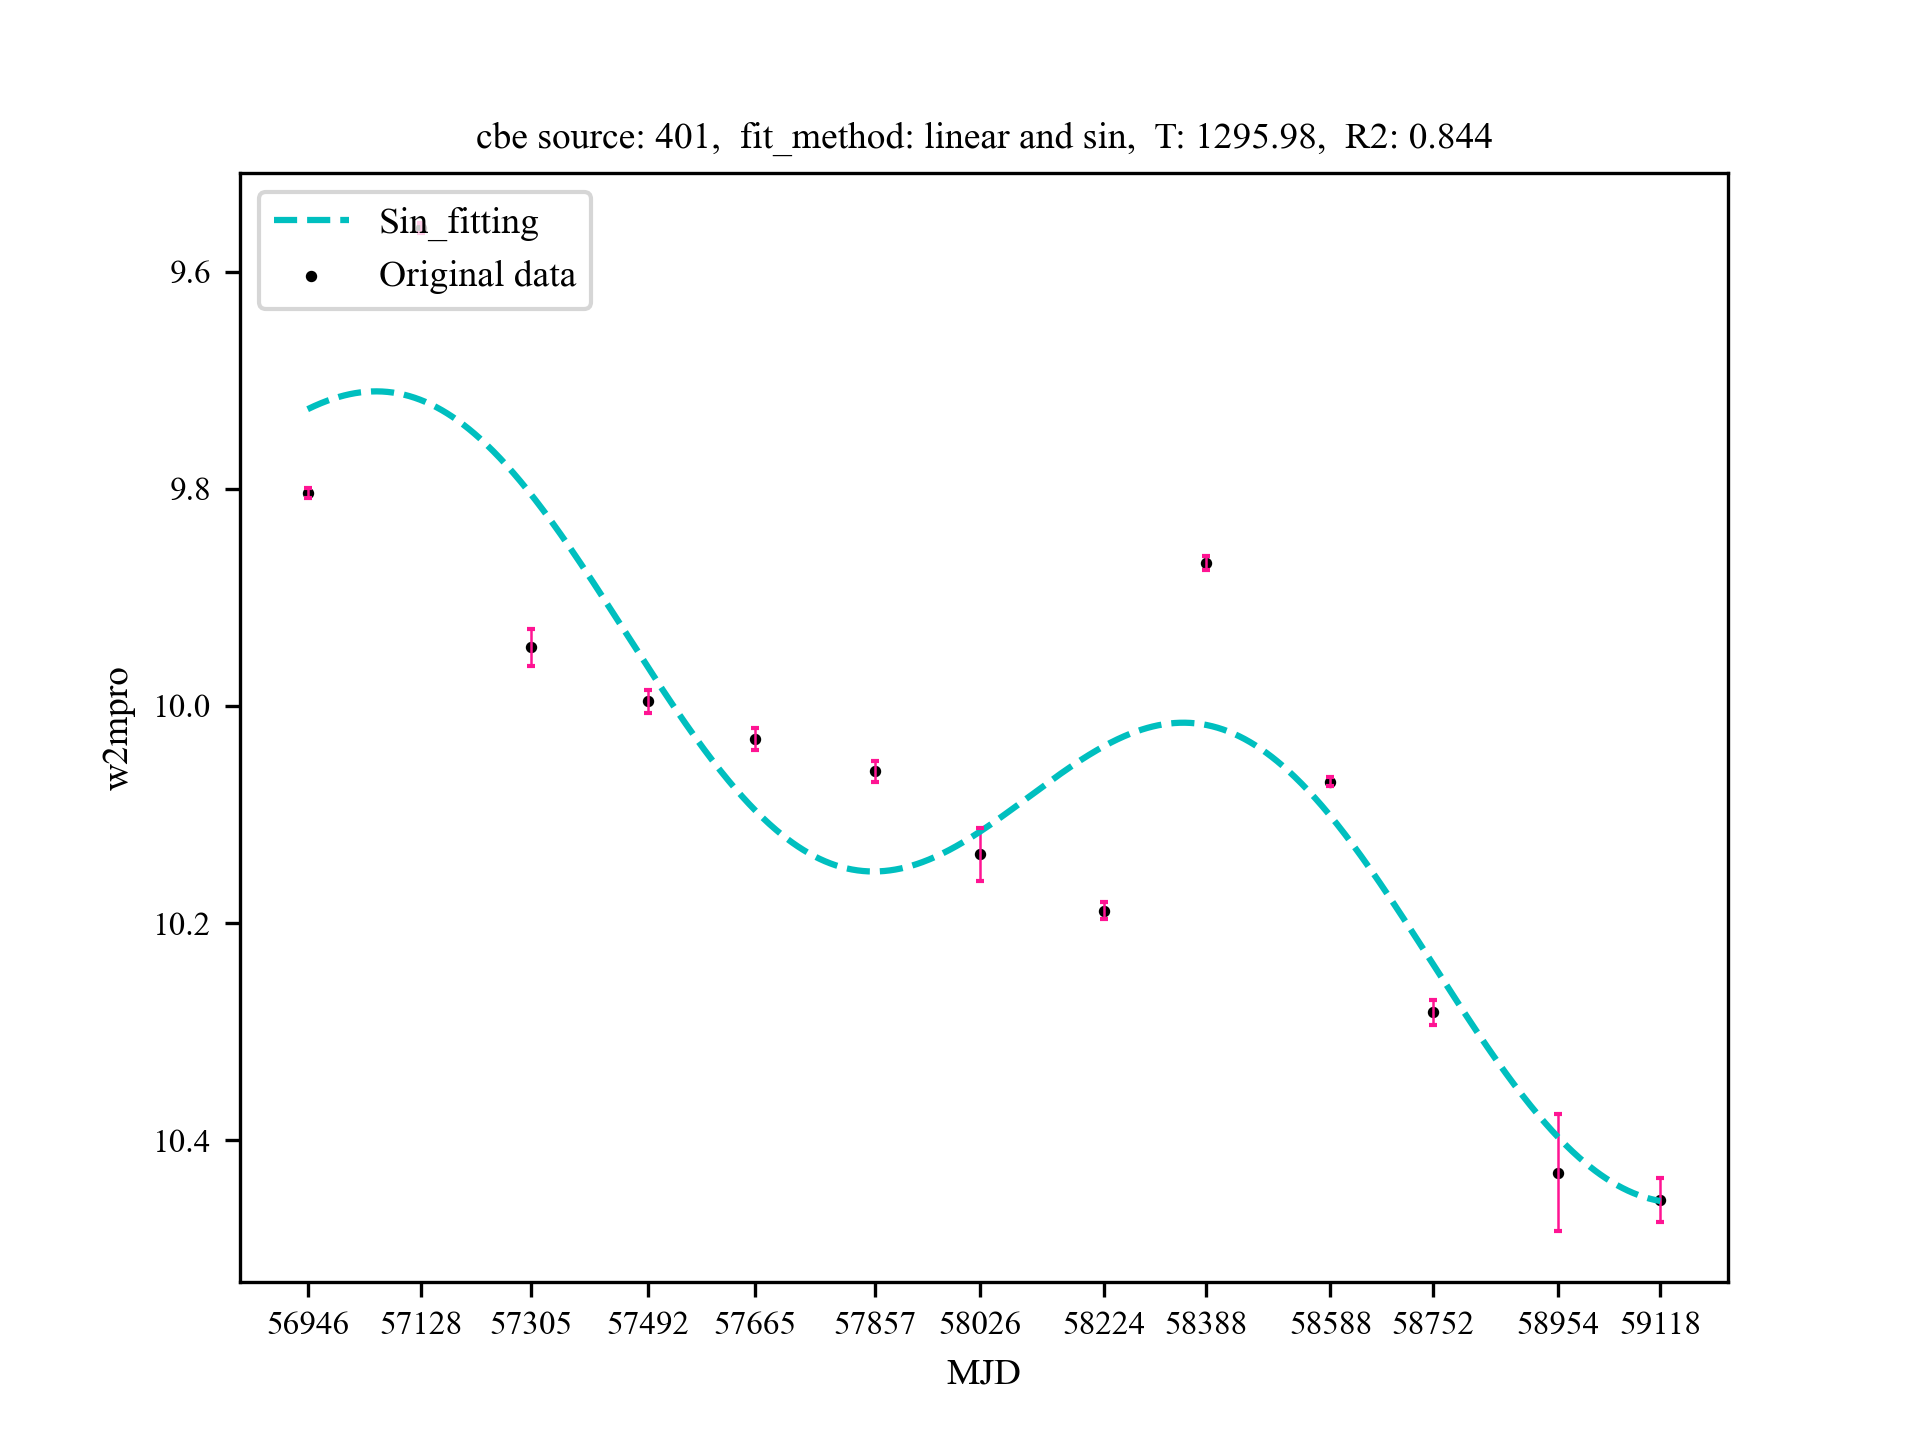 cbe source: 401,  fit_method: linear and sin,  T: 1295.98,  R2: 0.844
Sin_fitting
Original data
9.6
9.8
10.0
10.2
10.4
w2mpro
56946 57128 57305 57492 57665 57857 58026 58224 58388 58588 58752 58954 59118
MJD